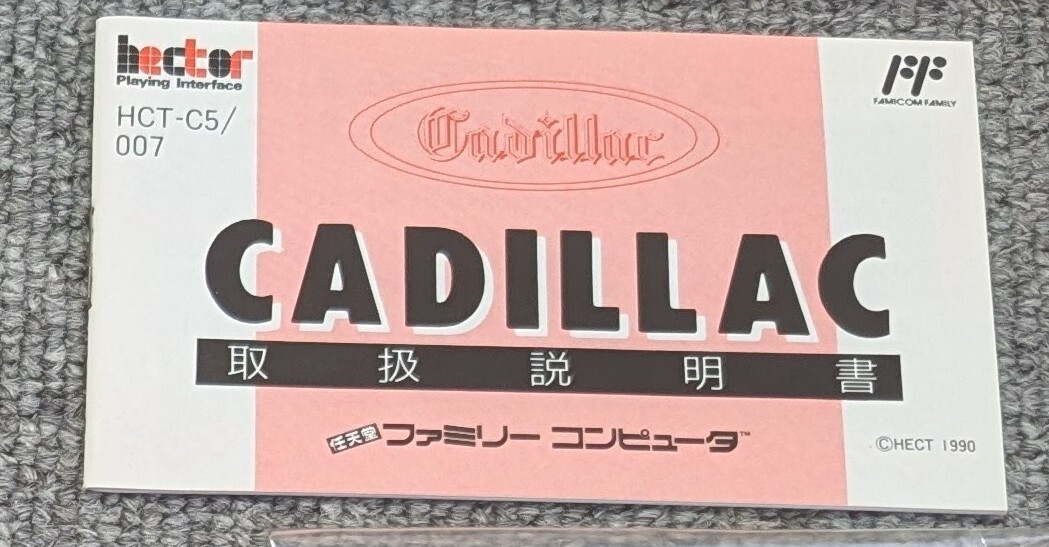 hector
Playing Interface
HCT-C5/
007
FAMICOM FAMILY
Cadillac
CADILLAC
取扱説明書
任天堂 ファミリー コンピュータ™
©HECT 1990